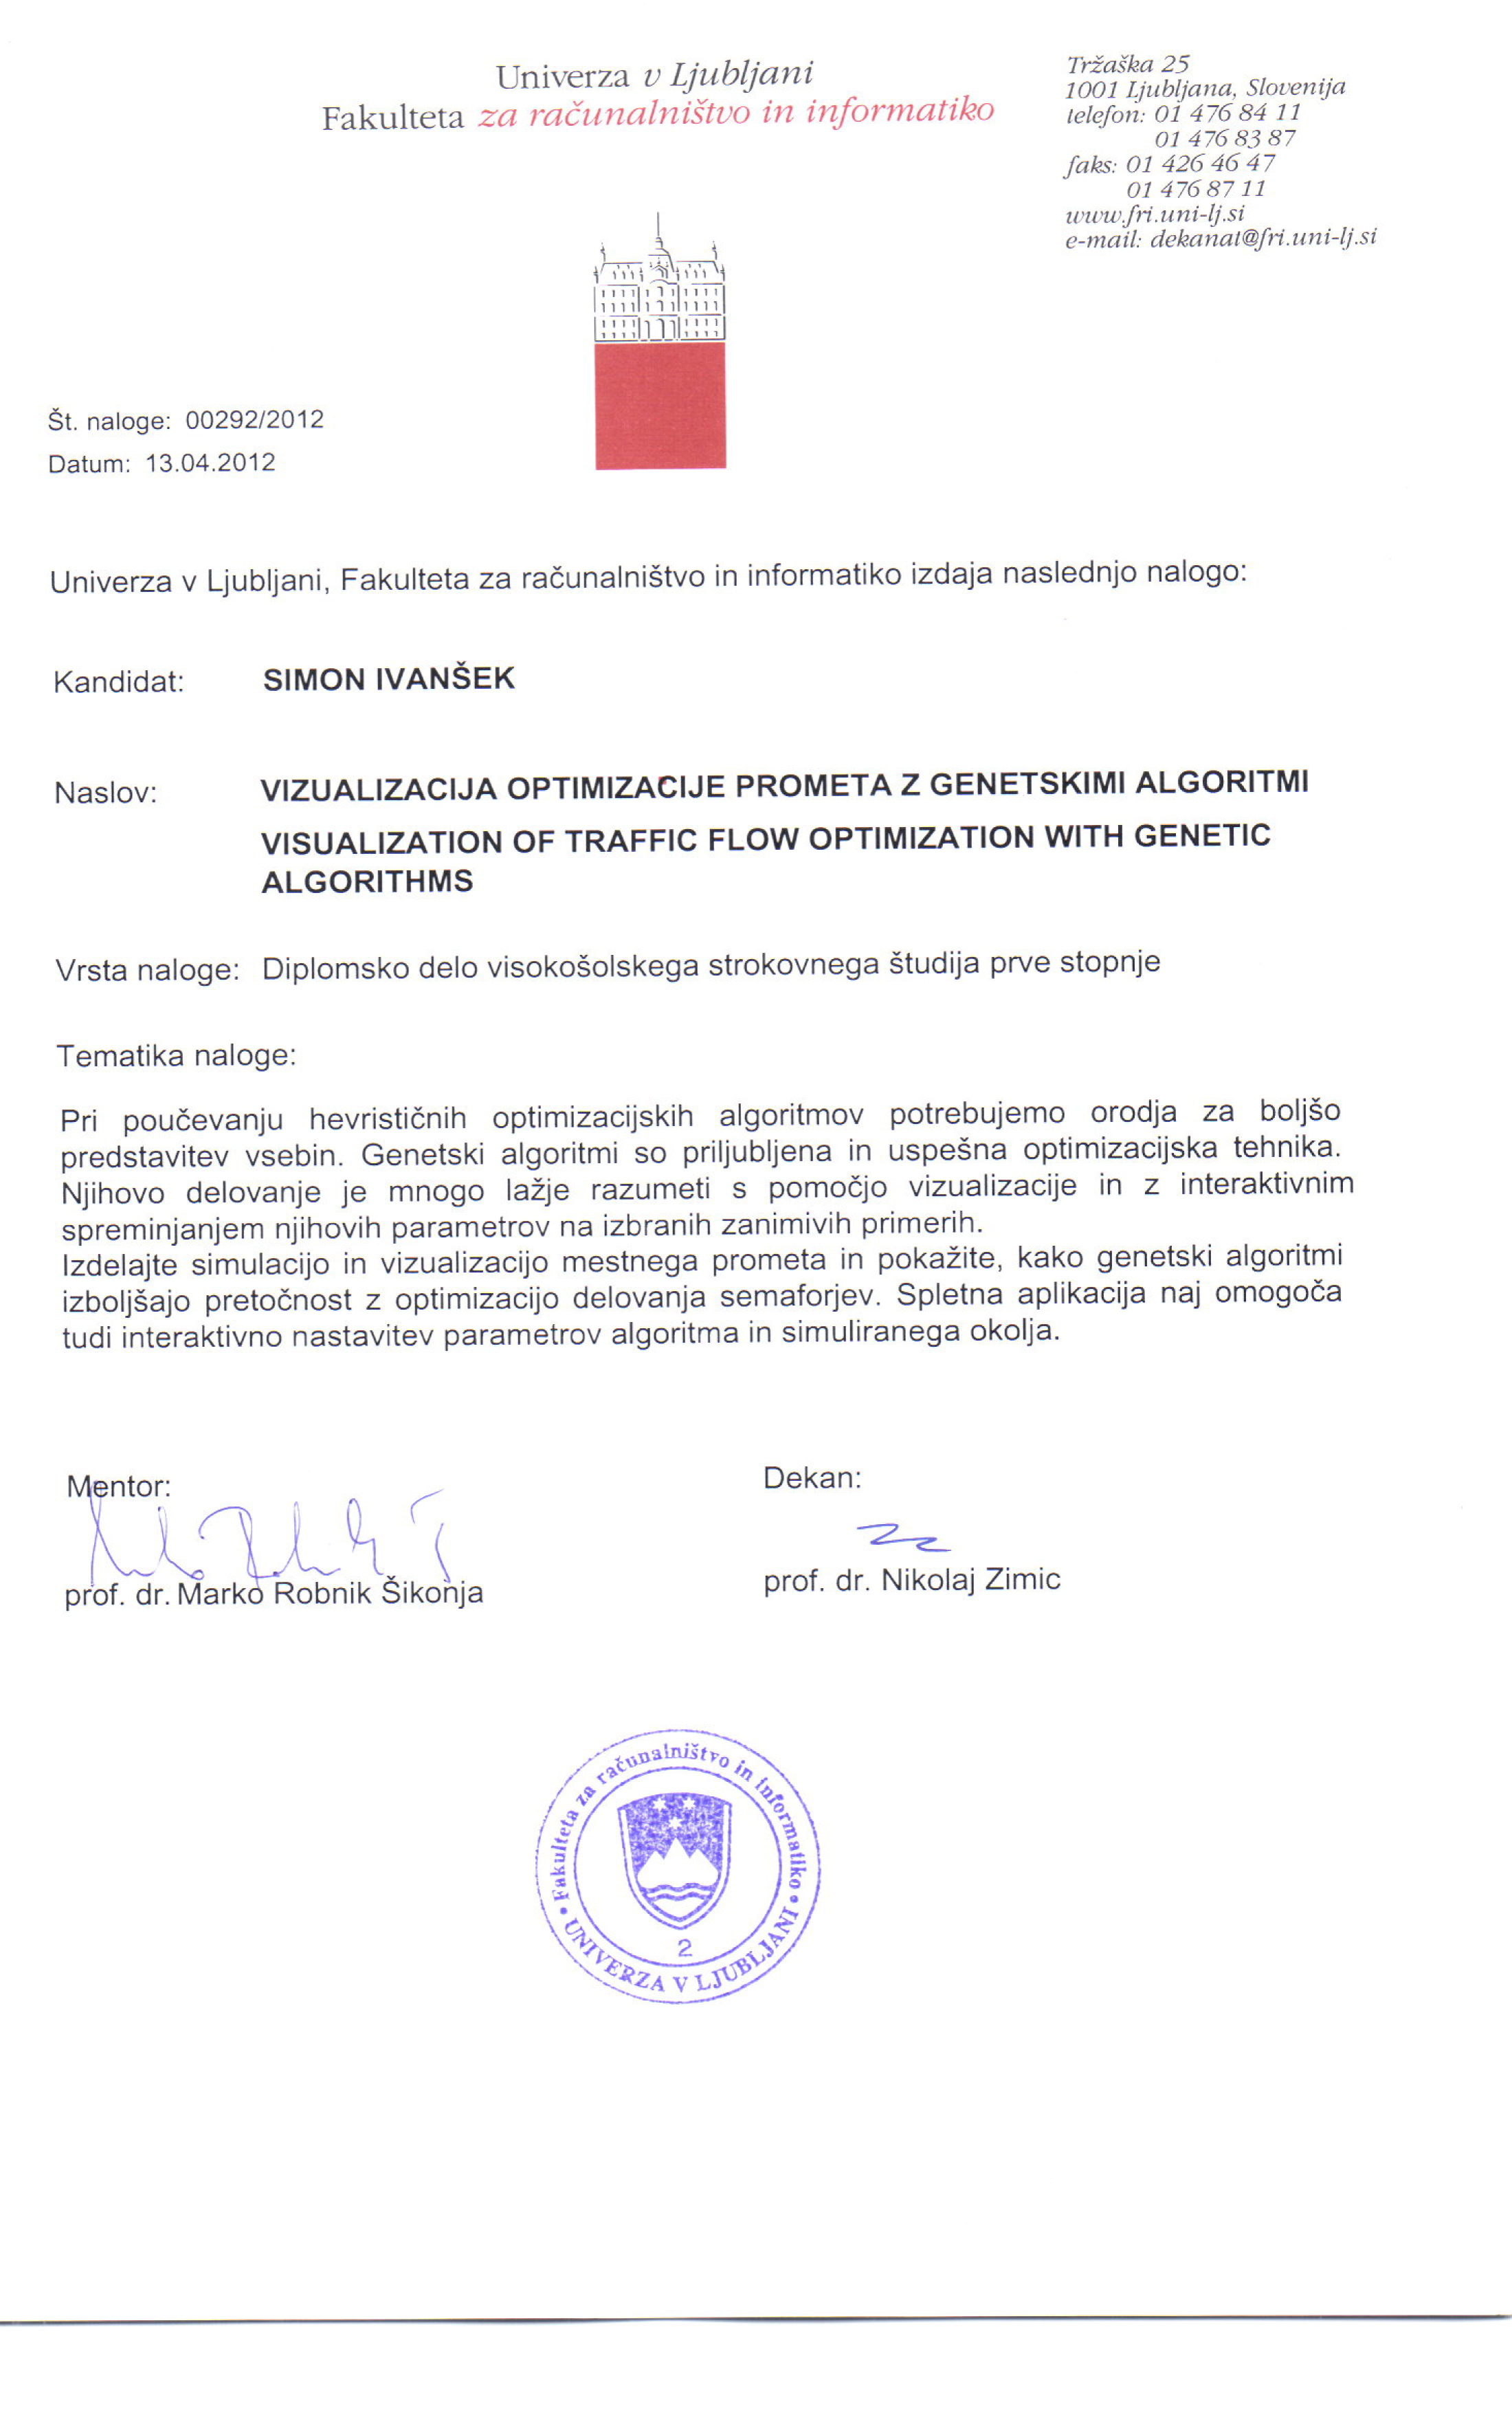 Univerza v Ljubljani
Fakulteta za računalništvo in informatiko
Tržaška 25
1001 Ljubljana, Slovenija
telefon: 01 476 84 11
01 476 83 87
faks: 01 426 46 47
01 476 87 11
www.fri.uni-lj.si
e-mail: dekanat@fri.uni-lj.si
Št. naloge: 00292/2012
Datum: 13.04.2012
Univerza v Ljubljani, Fakulteta za računalništvo in informatiko izdaja naslednjo nalogo:
Kandidat: SIMON IVANŠEK
Naslov: VIZUALIZACIJA OPTIMIZACIJE PROMETA Z GENETSKIMI ALGORITMI
VISUALIZATION OF TRAFFIC FLOW OPTIMIZATION WITH GENETIC
ALGORITHMS
Vrsta naloge: Diplomsko delo visokošolskega strokovnega študija prve stopnje
Tematika naloge:
Pri poučevanju hevrističnih optimizacijskih algoritmov potrebujemo orodja za boljšo
predstavitev vsebin. Genetski algoritmi so priljubljena in uspešna optimizacijska tehnika.
Njihovo delovanje je mnogo lažje razumeti s pomočjo vizualizacije in z interaktivnim
spreminjanjem njihovih parametrov na izbranih zanimivih primerih.
Izdelajte simulacijo in vizualizacijo mestnega prometa in pokažite, kako genetski algoritmi
izboljšajo pretočnost z optimizacijo delovanja semaforjev. Spletna aplikacija naj omogoča
tudi interaktivno nastavitev parametrov algoritma in simuliranega okolja.
Mentor:
prof. dr. Marko Robnik Šikonja
Dekan:
prof. dr. Nikolaj Zimic
Fakulteta za računalništvo in informatiko
UNIVERZA V LJUBLJANI
2